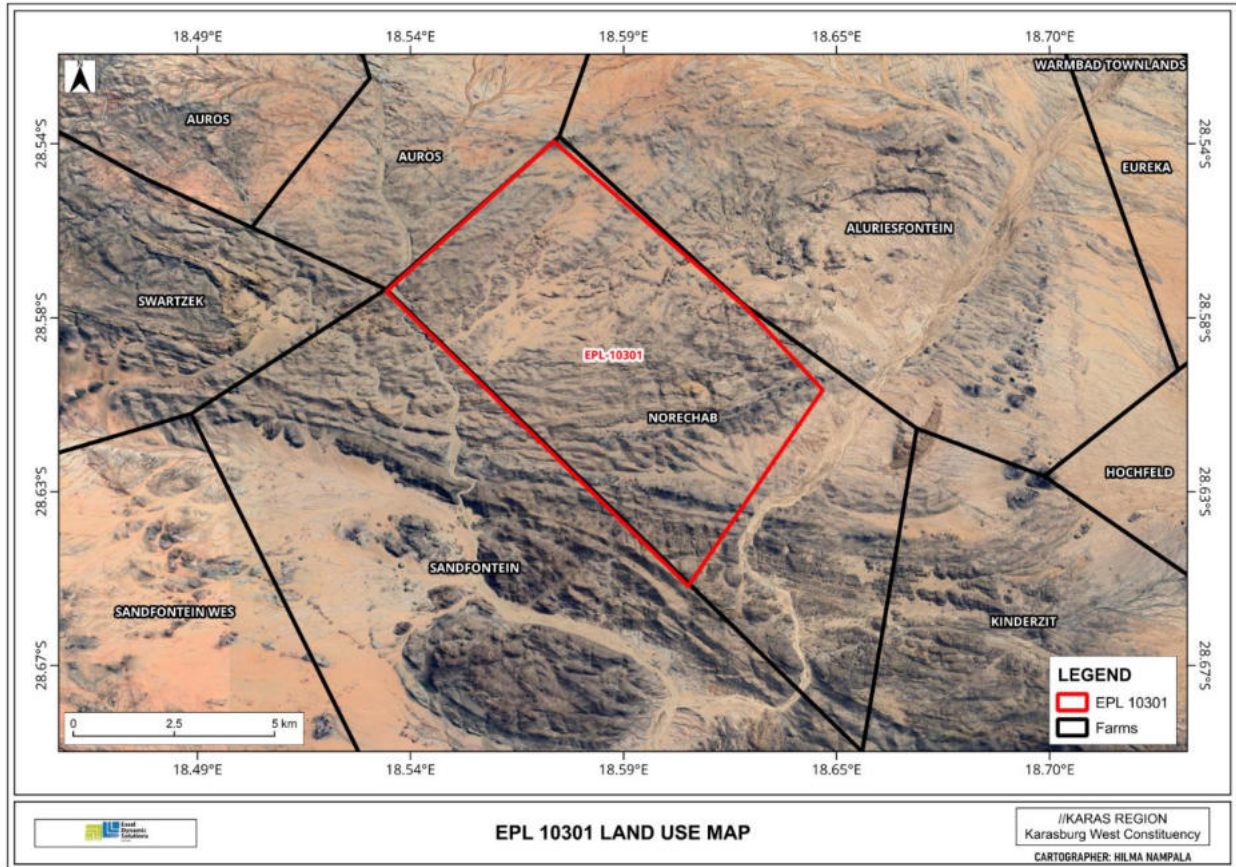 18.49°E 18.54°E 18.59°E 18.65°E 18.70°E
WARMBAD TOWNLANDS
AUROS
28.54°S
28.54°S
AUROS
EUREKA
ALURIESFONTEIN
SWARTZEK
28.58°S
28.58°S
EPL-10301
NORECHAB
HOCHFELD
28.63°S
28.63°S
SANDFONTEIN
SANDFONTEIN WES
KINDERZIT
28.67°S
28.67°S
LEGEND
EPL 10301
Farms
0 2.5 5 km
18.49°E 18.54°E 18.59°E 18.65°E 18.70°E
Excel
Dynamic
Solutions
EPL 10301 LAND USE MAP
//KARAS REGION
Karasburg West Constituency
CARTOGRAPHER: HILMA NAMPALA